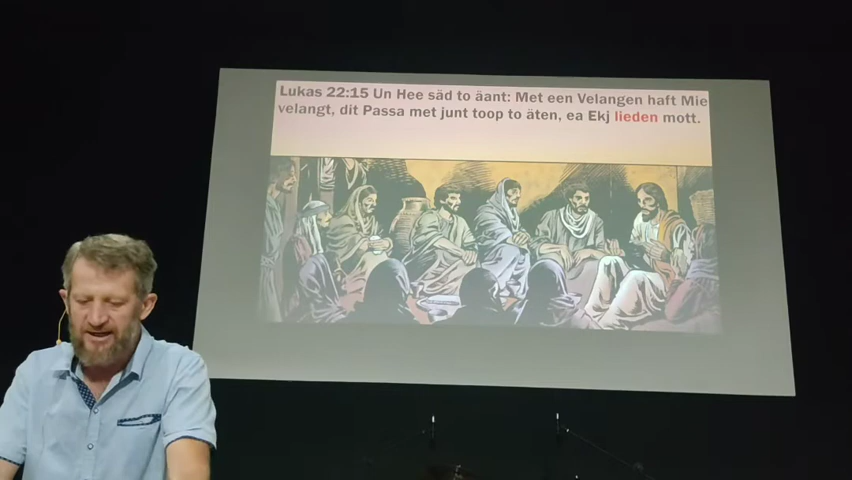 Lukas 22:15 Un Hee säd to äant: Met een Velangen haft Mie
velangt, dit Passa met junt toop to äten, ea Ekj lieden mott.